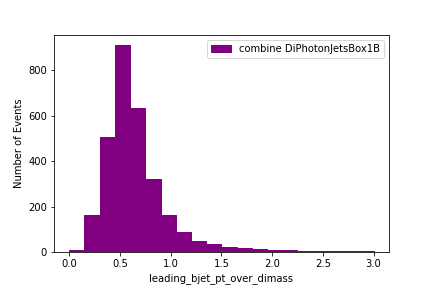 combine DiPhotonJetsBox1B
Number of Events
800
600
400
200
0
0.0 0.5 1.0 1.5 2.0 2.5 3.0
leading_bjet_pt_over_dimass